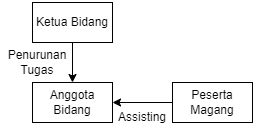 Ketua Bidang
Penurunan
Tugas
Anggota
Bidang
Assisting
Peserta
Magang